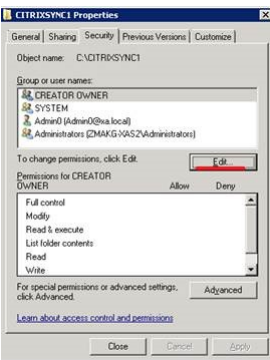 CITRIXSYNC1 Properties
General Sharing Security Previous Versions Customize
Object name: C:\CITRIXSYNC1
Group or user names:
CREATOR OWNER
SYSTEM
Admin0 (Admin0@xa.local)
Administrators (ZMAKG-XAS2\Administrators)
To change permissions, click Edit.
Edit...
Permissions for CREATOR
OWNER Allow Deny
Full control
Modify
Read & execute
List folder contents
Read
Write
For special permissions or advanced settings,
click Advanced.
Advanced
Learn about access control and permissions
Close Cancel Apply